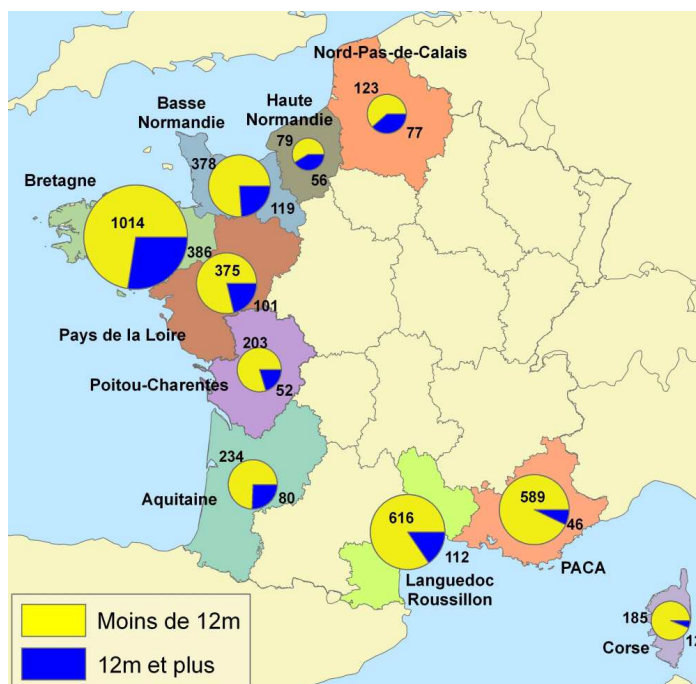 Nord-Pas-de-Calais
123
77
Basse
Normandie
378
119
Haute
Normandie
79
56
Bretagne
1014
386
375
101
Pays de la Loire
203
Poitou-Charentes
52
234
Aquitaine
80
616
112
Languedoc
Roussillon
589
46
PACA
185
12
Corse
Moins de 12m
12m et plus